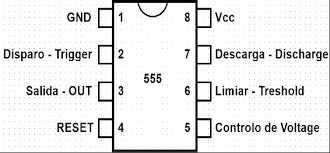 GND 1 8 Vcc
Disparo - Trigger 2 7 Descarga - Discharge
555
Salida - OUT 3 6 Limiar - Treshold
RESET 4 5 Controlo de Voltage